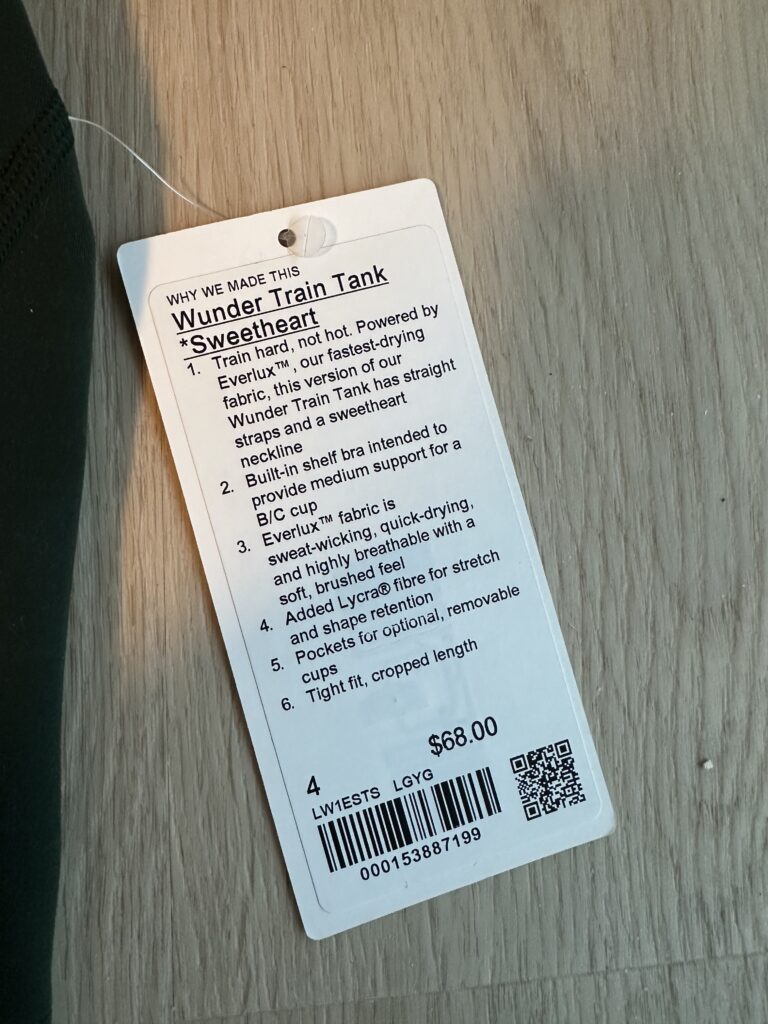 WHY WE MADE THIS
Wunder Train Tank
*Sweetheart
1. Train hard, not hot. Powered by
Everlux™ , our fastest-drying
fabric, this version of our
Wunder Train Tank has straight
straps and a sweetheart
neckline
2. Built-in shelf bra intended to
provide medium support for a
B/C cup
3. Everlux™ fabric is
sweat-wicking, quick-drying,
and highly breathable with a
soft, brushed feel
4. Added Lycra® fibre for stretch
and shape retention
5. Pockets for optional, removable
cups
6. Tight fit, cropped length
$68.00
4
LW1ESTS LGYG
000153887199